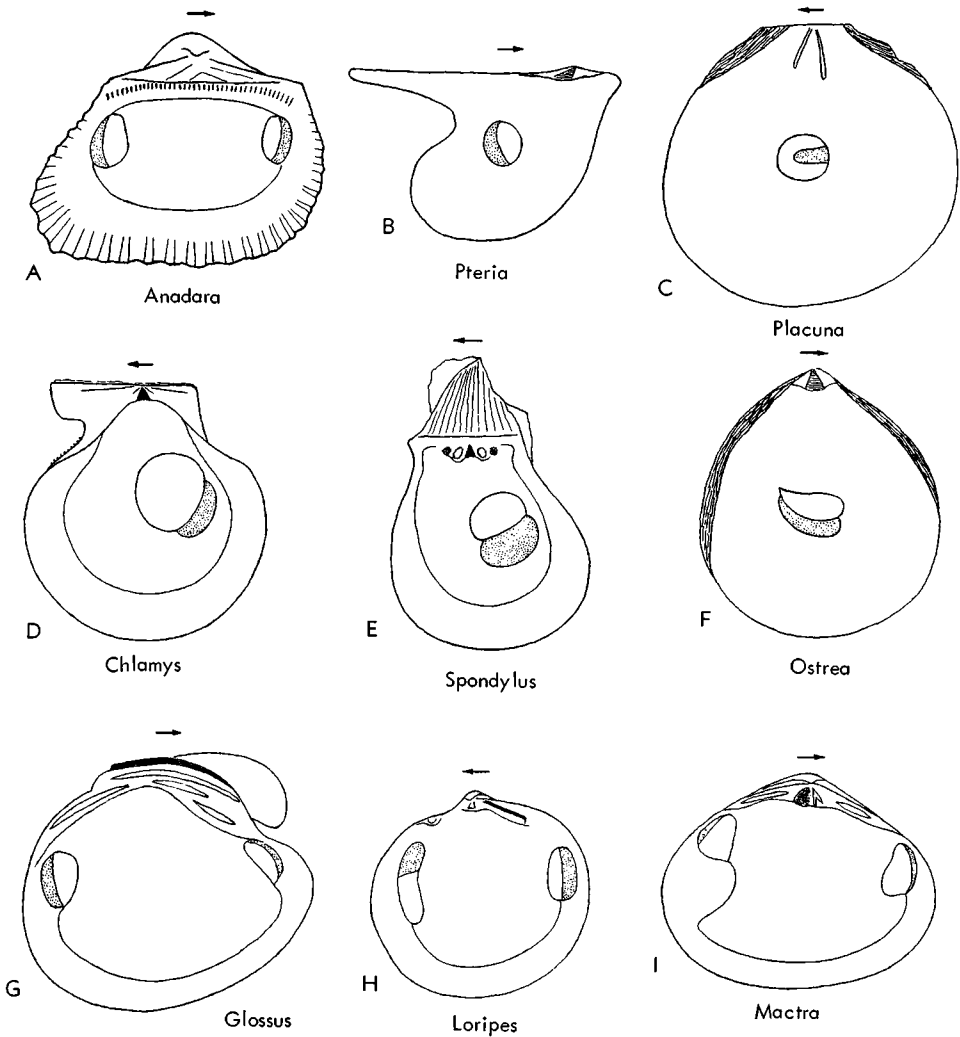 A
Anadara
B
Pteria
C
Placuna
D
Chlamys
E
Spondylus
F
Ostrea
G
Glossus
H
Loripes
I
Mactra